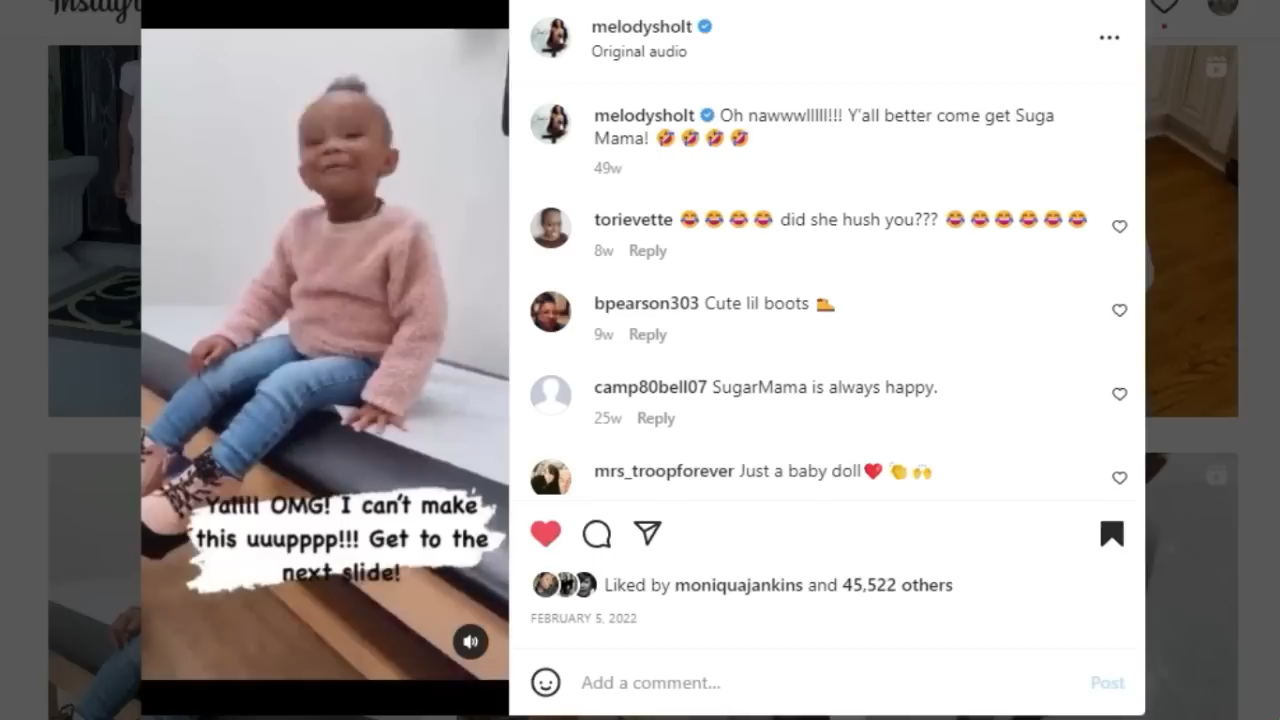 melodysholt
Original audio
melodysholt Oh nawwwlllll!!! Y'all better come get Suga
Mama! 🤣 🤣 🤣 🤣
49w
torievette 😂 😂 😂 😂 did she hush you??? 😂 😂 😂 😂 😂 😂
8w Reply
bpearson303 Cute lil boots 🥾
9w Reply
camp80bell07 SugarMama is always happy.
25w Reply
mrs_troopforever Just a baby doll❤️ 👏 🙌
Liked by moniquajankins and 45,522 others
FEBRUARY 5, 2022
Add a comment...
Post
Yallll OMG! I can't make
this uuupppp!!! Get to the
next slide!